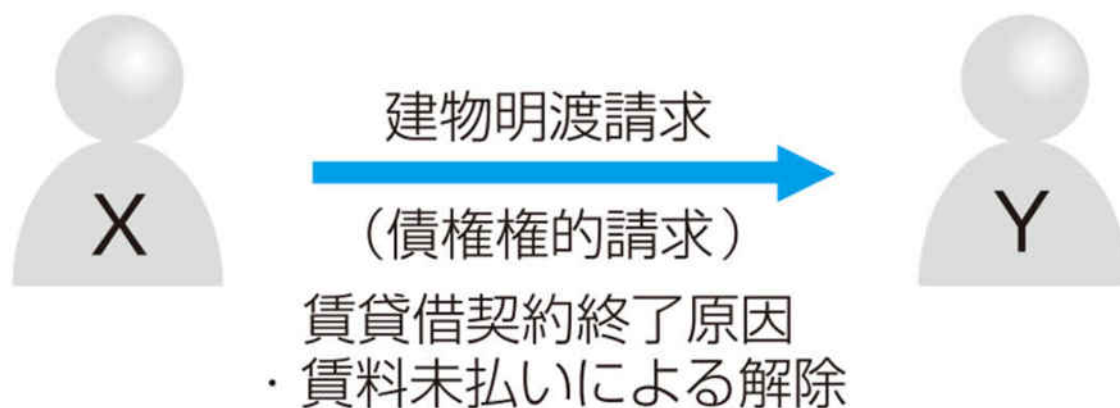 建物明渡請求
X
Y
（債権権的請求）
賃貸借契約終了原因
・賃料未払いによる解除